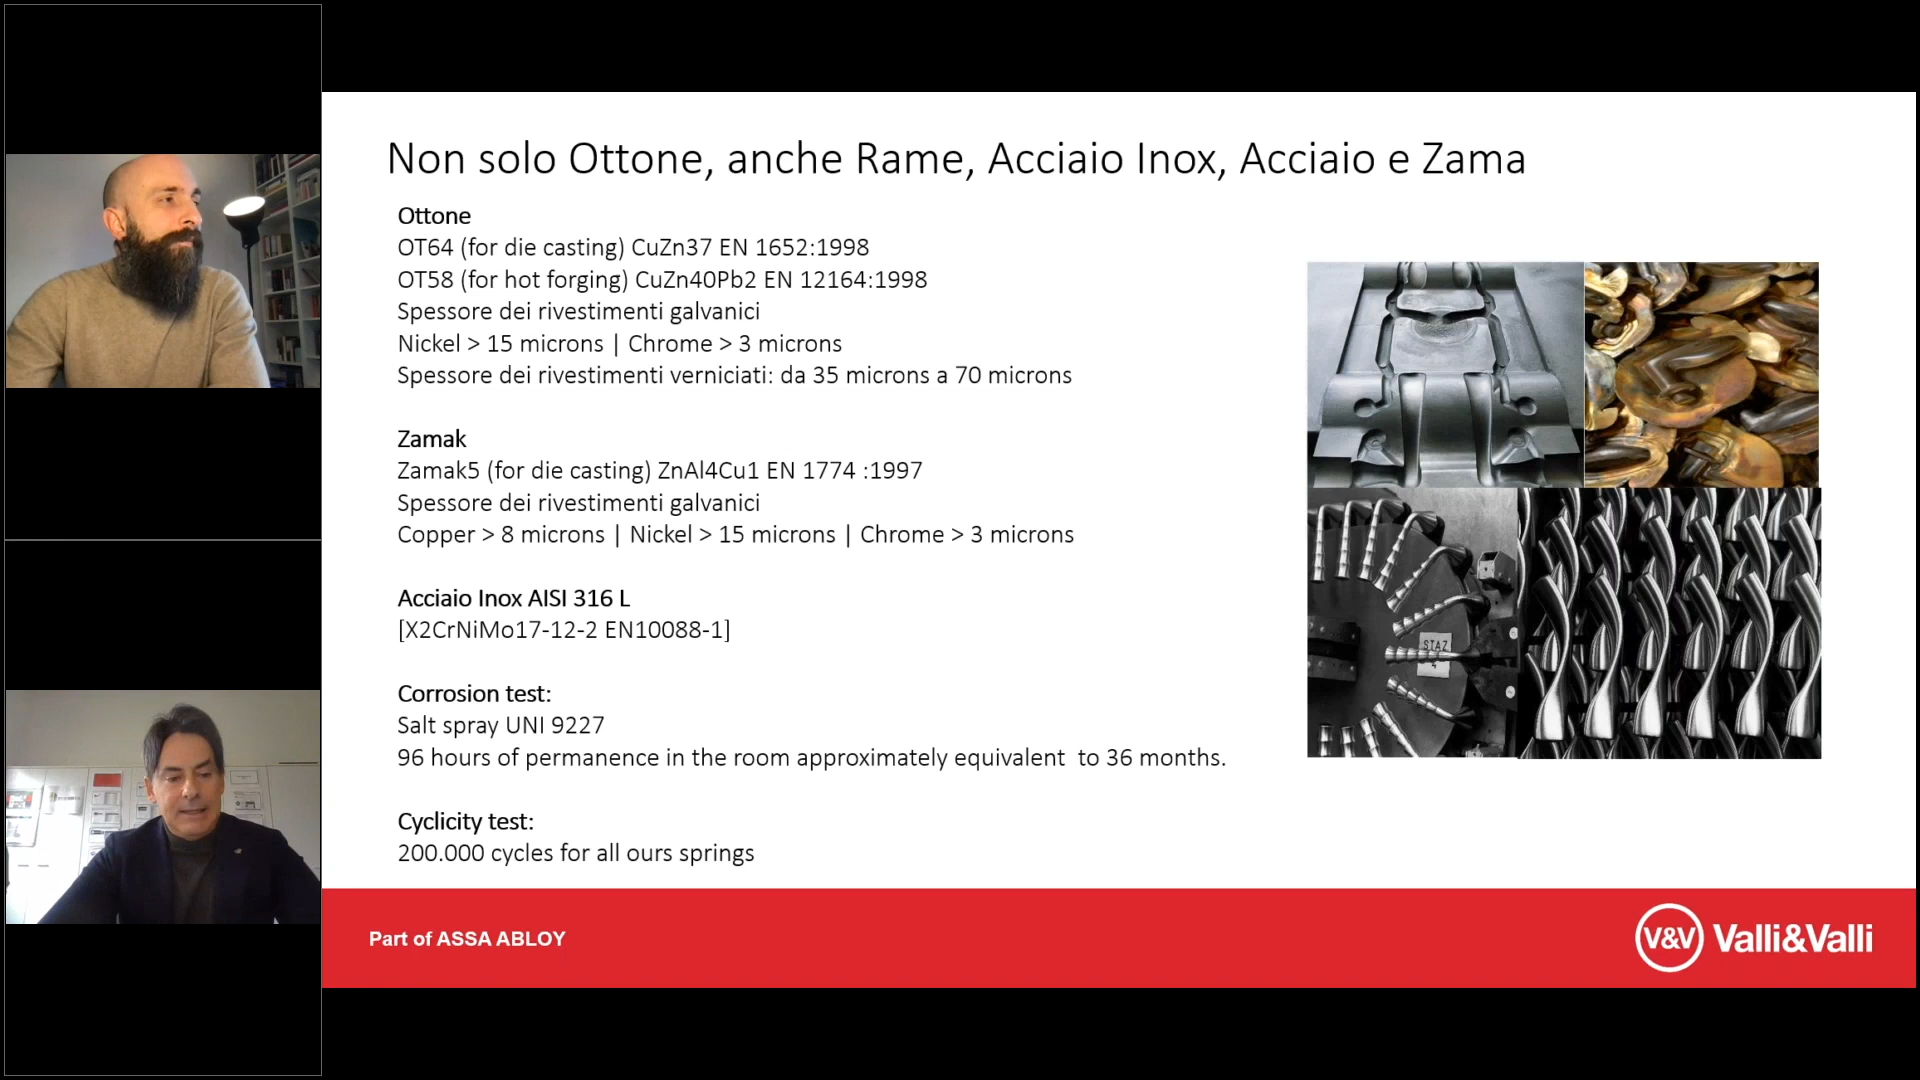 Non solo Ottone, anche Rame, Acciaio Inox, Acciaio e Zama
Ottone
OT64 (for die casting) CuZn37 EN 1652:1998
OT58 (for hot forging) CuZn40Pb2 EN 12164:1998
Spessore dei rivestimenti galvanici
Nickel > 15 microns | Chrome > 3 microns
Spessore dei rivestimenti verniciati: da 35 microns a 70 microns
Zamak
Zamak5 (for die casting) ZnAl4Cu1 EN 1774 :1997
Spessore dei rivestimenti galvanici
Copper > 8 microns | Nickel > 15 microns | Chrome > 3 microns
Acciaio Inox AISI 316 L
[X2CrNiMo17-12-2 EN10088-1]
Corrosion test:
Salt spray UNI 9227
96 hours of permanence in the room approximately equivalent  to 36 months.
Cyclicity test:
200.000 cycles for all ours springs
STAZ
4
Part of ASSA ABLOY
V&V Valli&Valli